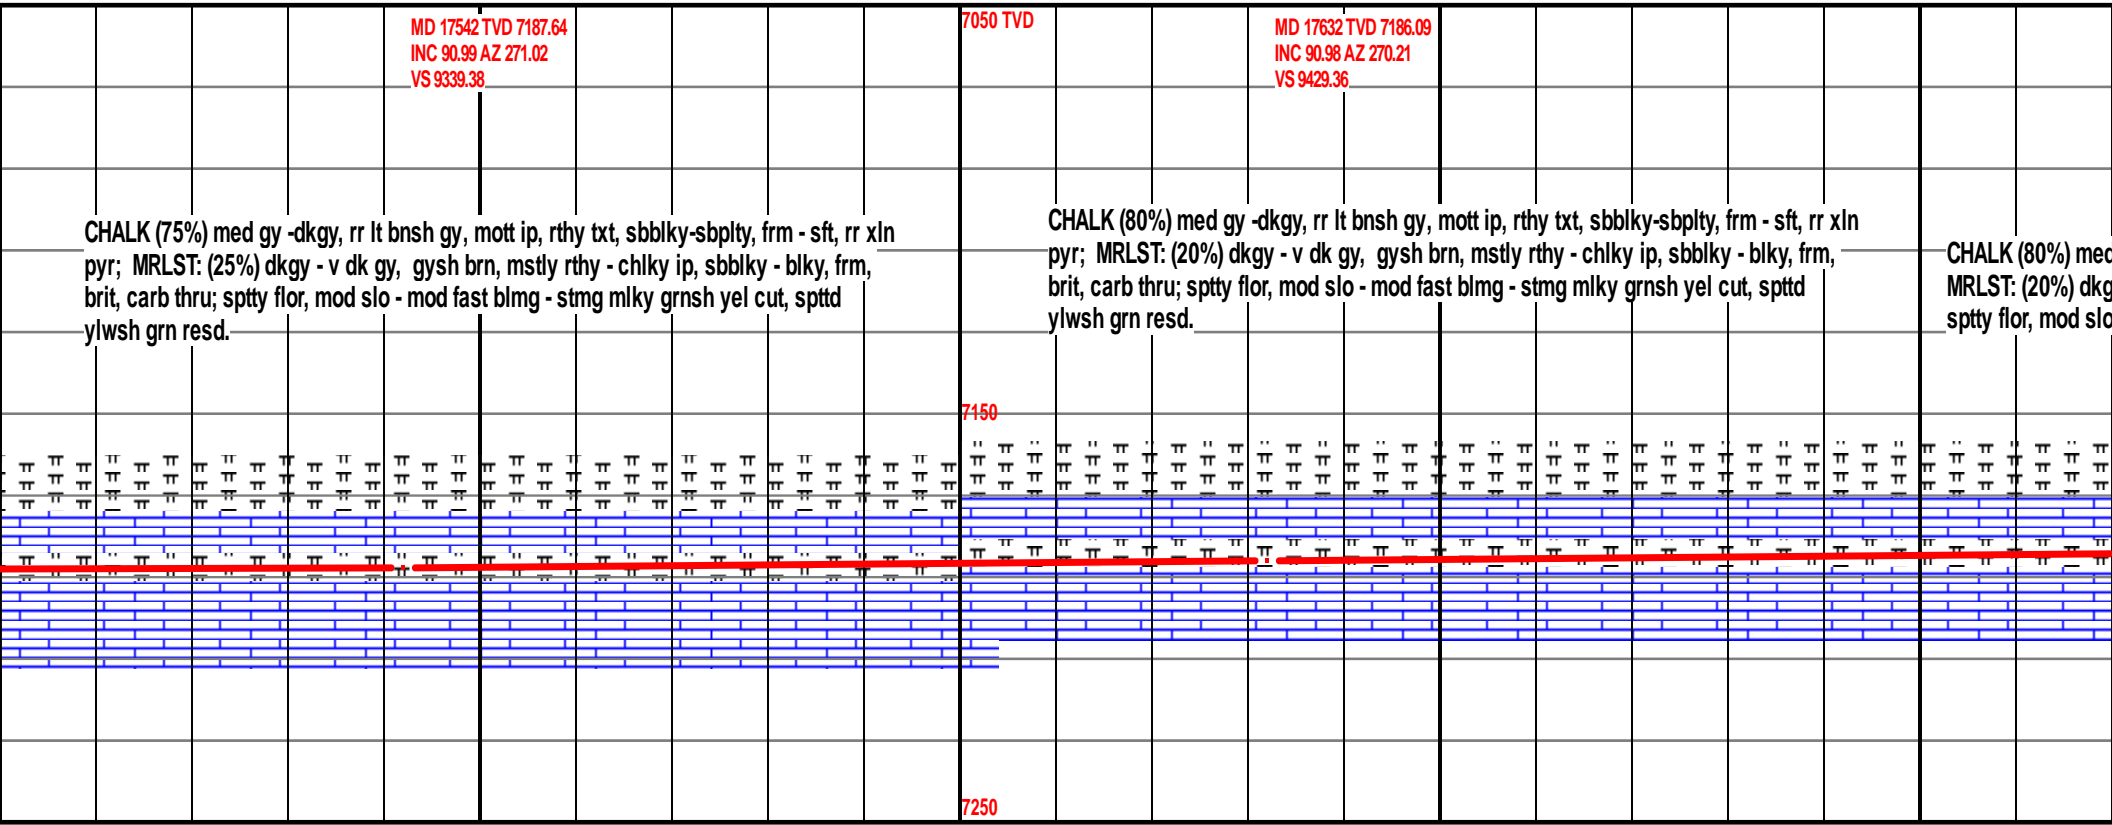 MD 17542 TVD 7187.64
INC 90.99 AZ 271.02
VS 9339.38
7050 TVD
MD 17632 TVD 7186.09
INC 90.98 AZ 270.21
VS 9429.36
CHALK (75%) med gy -dkgy, rr lt bnsh gy, mott ip, rthy txt, sbblky-sbplty, frm - sft, rr xln
pyr;  MRLST: (25%) dkgy - v dk gy,  gysh brn, mstly rthy - chlky ip, sbblky - blky, frm,
brit, carb thru; sptty flor, mod slo - mod fast blmg - stmg mlky grnsh yel cut, spttd
ylwsh grn resd.
CHALK (80%) med gy -dkgy, rr lt bnsh gy, mott ip, rthy txt, sbblky-sbplty, frm - sft, rr xln
pyr;  MRLST: (20%) dkgy - v dk gy,  gysh brn, mstly rthy - chlky ip, sbblky - blky, frm,
brit, carb thru; sptty flor, mod slo - mod fast blmg - stmg mlky grnsh yel cut, spttd
ylwsh grn resd.
CHALK (80%) med
MRLST: (20%) dkg
sptty flor, mod slo
7150
7250